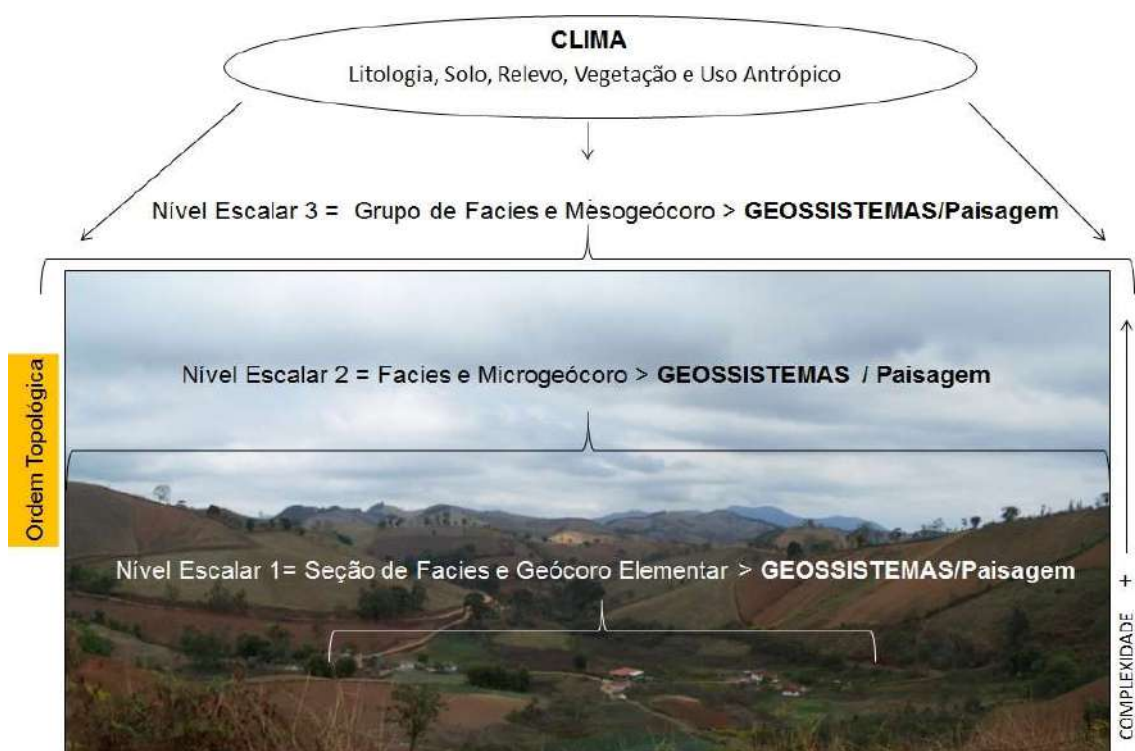 CLIMA
Litologia, Solo, Relevo, Vegetação e Uso Antrópico
Nível Escalar 3 = Grupo de Facies e Mesogeócoro > GEOSSISTEMAS/Paisagem
Ordem Topológica
Nível Escalar 2 = Facies e Microgeócoro > GEOSSISTEMAS / Paisagem
Nível Escalar 1= Seção de Facies e Geócoro Elementar > GEOSSISTEMAS/Paisagem
COMPLEXIDADE +